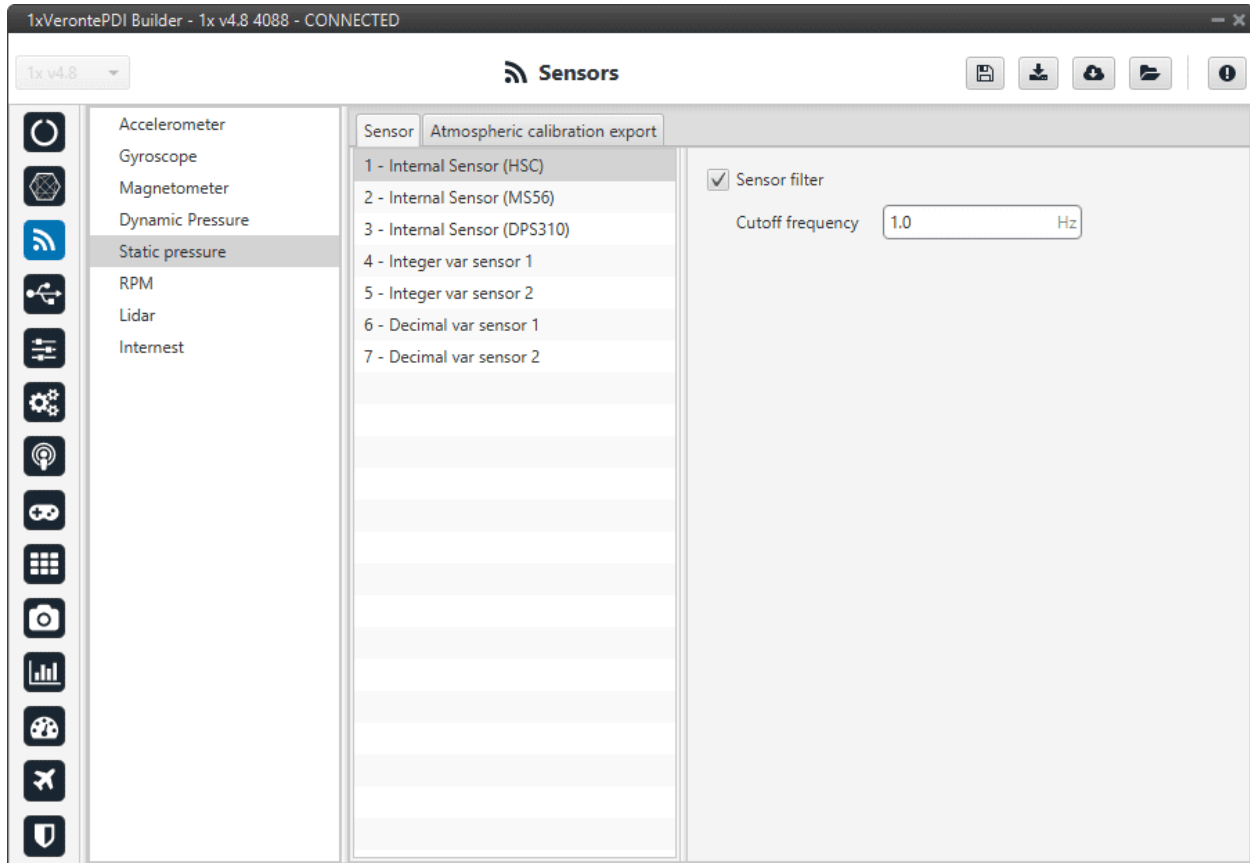 1xVerontePDI Builder - 1x v4.8 4088 - CONNECTED
1x v4.8
Sensors
Accelerometer
Gyroscope
Magnetometer
Dynamic Pressure
Static pressure
RPM
Lidar
Internest
Sensor
Atmospheric calibration export
1 - Internal Sensor (HSC)
2 - Internal Sensor (MS56)
3 - Internal Sensor (DPS310)
4 - Integer var sensor 1
5 - Integer var sensor 2
6 - Decimal var sensor 1
7 - Decimal var sensor 2
Sensor filter
Cutoff frequency 1.0 Hz